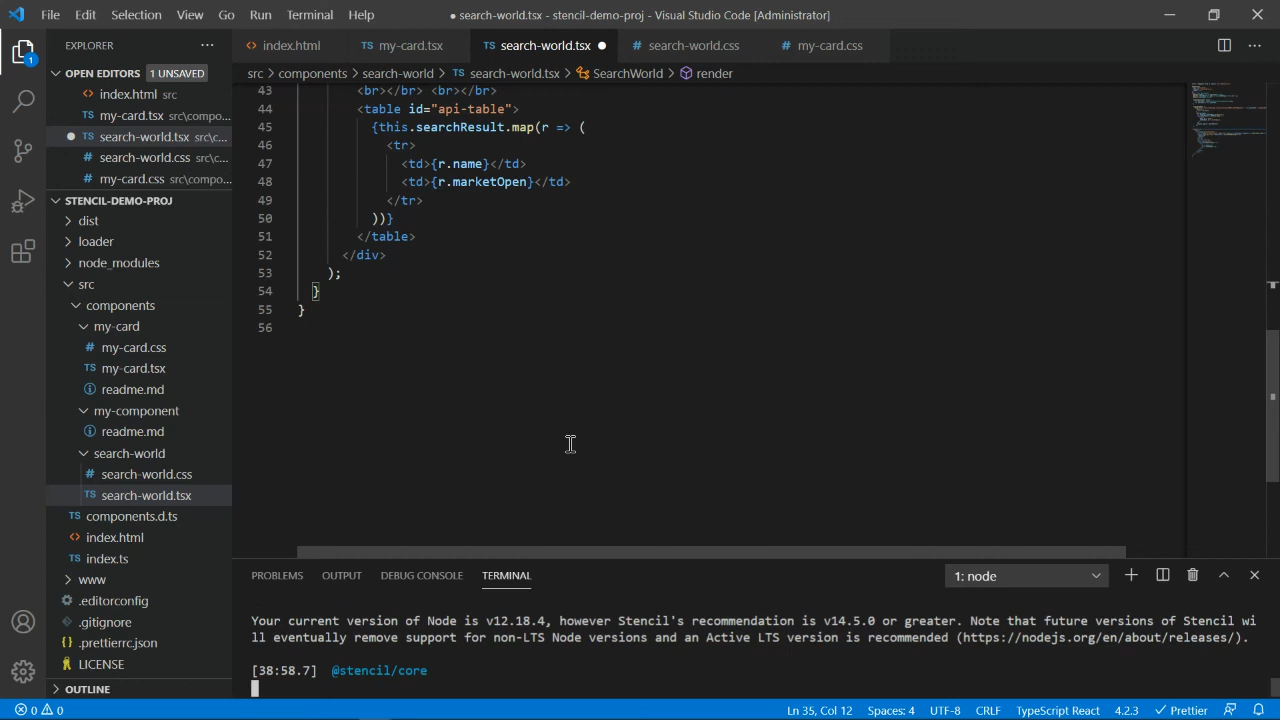 File Edit Selection View Go Run Terminal Help
● search-world.tsx - stencil-demo-proj - Visual Studio Code [Administrator]
EXPLORER
index.html
my-card.tsx
search-world.tsx
search-world.css
my-card.css
OPEN EDITORS 1 UNSAVED
src > components > search-world > search-world.tsx > SearchWorld > render
index.html src
my-card.tsx src\compo...
search-world.tsx src\c...
search-world.css src\c...
my-card.css src\compo...
STENCIL-DEMO-PROJ
dist
loader
node_modules
src
components
my-card
my-card.css
my-card.tsx
readme.md
my-component
readme.md
search-world
search-world.css
search-world.tsx
components.d.ts
index.html
index.ts
www
.editorconfig
.gitignore
.prettierrc.json
LICENSE
OUTLINE
43 <br></br> <br></br>
44 <table id="api-table">
45 {this.searchResult.map(r => (
46 <tr>
47 <td>{r.name}</td>
48 <td>{r.marketOpen}</td>
49 </tr>
50 ))}
51 </table>
52 </div>
53 );
54 }
55 }
56
PROBLEMS OUTPUT DEBUG CONSOLE TERMINAL
1: node
Your current version of Node is v12.18.4, however Stencil's recommendation is v14.5.0 or greater. Note that future versions of Stencil wi
ll eventually remove support for non-LTS Node versions and an Active LTS version is recommended (https://nodejs.org/en/about/releases/).
[38:58.7] @stencil/core
0 0
Ln 35, Col 12 Spaces: 4 UTF-8 CRLF TypeScript React 4.2.3 Prettier